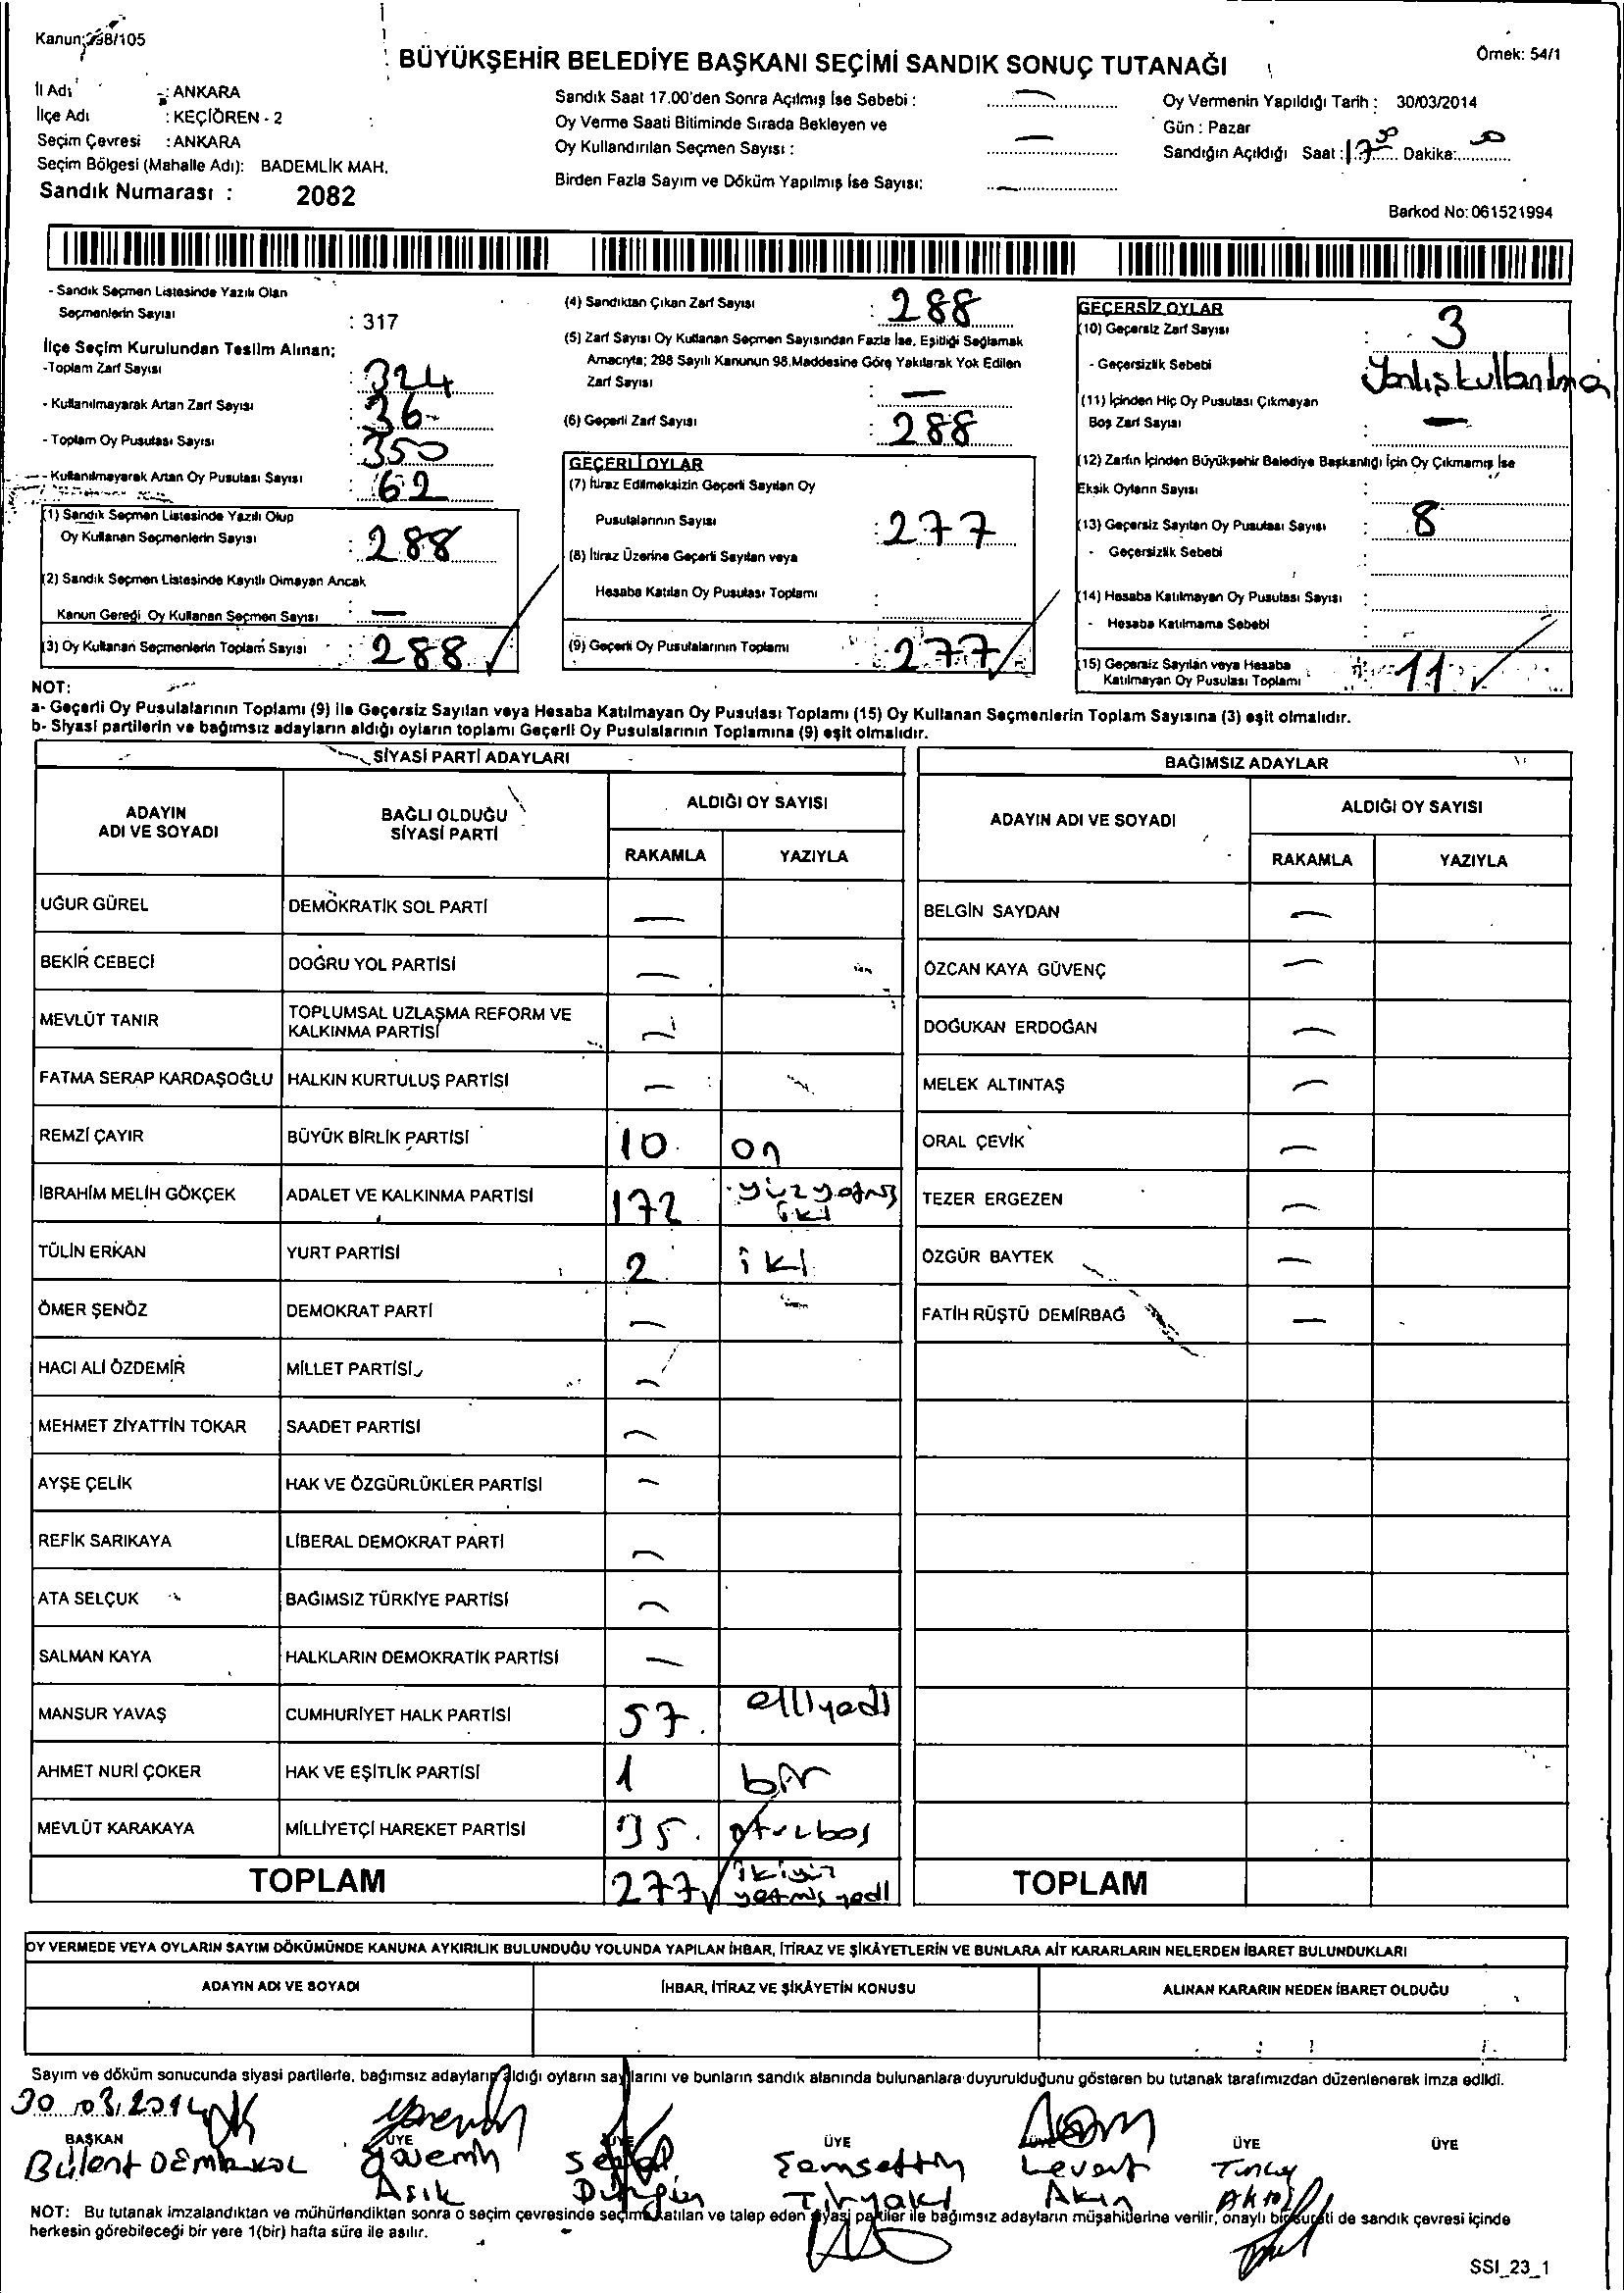 Kanun:298/105
Örnek: 54/1
BÜYÜKŞEHİR BELEDİYE BAŞKANI SEÇİMİ SANDIK SONUÇ TUTANAĞI
İl Adı : ANKARA
İlçe Adı : KEÇİÖREN - 2
Seçim Çevresi : ANKARA
Seçim Bölgesi (Mahalle Adı): BADEMLİK MAH.
Sandık Numarası : 2082
Sandık Saat 17.00'den Sonra Açılmış İse Sebebi : —
Oy Verme Saati Bitiminde Sırada Bekleyen ve
Oy Kullandırılan Seçmen Sayısı : —
Birden Fazla Sayım ve Döküm Yapılmış İse Sayısı: —
Oy Vermenin Yapıldığı Tarih : 30/03/2014
Gün : Pazar
Sandığın Açıldığı Saat : 17 Dakika:
Barkod No: 061521994
- Sandık Seçmen Listesinde Yazılı Olan
Seçmenlerin Sayısı : 317
İlçe Seçim Kurulundan Teslim Alınan;
-Toplam Zarf Sayısı : 324
- Kullanılmayarak Artan Zarf Sayısı : 36
- Toplam Oy Pusulası Sayısı : 350
- Kullanılmayarak Artan Oy Pusulası Sayısı : 62
(1) Sandık Seçmen Listesinde Yazılı Olup
Oy Kullanan Seçmenlerin Sayısı : 288
(2) Sandık Seçmen Listesinde Kayıtlı Olmayan Ancak
Kanun Gereği Oy Kullanan Seçmen Sayısı : —
(3) Oy Kullanan Seçmenlerin Toplam Sayısı : 288
(4) Sandıktan Çıkan Zarf Sayısı : 288
(5) Zarf Sayısı Oy Kullanan Seçmen Sayısından Fazla İse, Eşitliği Sağlamak
Amacıyla; 298 Sayılı Kanunun 98.Maddesine Göre Yakılarak Yok Edilen
Zarf Sayısı : —
(6) Geçerli Zarf Sayısı : 288
GEÇERLİ OYLAR
(7) İtiraz Edilmeksizin Geçerli Sayılan Oy
Pusulalarının Sayısı : 277
(8) İtiraz Üzerine Geçerli Sayılan veya
Hesaba Katılan Oy Pusulası Toplamı :
(9) Geçerli Oy Pusulalarının Toplamı : 277
GEÇERSİZ OYLAR
(10) Geçersiz Zarf Sayısı : 3
- Geçersizlik Sebebi : Yanlış kullanılma
(11) İçinden Hiç Oy Pusulası Çıkmayan
Boş Zarf Sayısı : —
(12) Zarfın İçinden Büyükşehir Belediye Başkanlığı İçin Oy Çıkmamış İse
Eksik Oyların Sayısı :
(13) Geçersiz Sayılan Oy Pusulası Sayısı : 8
- Geçersizlik Sebebi
(14) Hesaba Katılmayan Oy Pusulası Sayısı :
- Hesaba Katılmama Sebebi
(15) Geçersiz Sayılan veya Hesaba
Katılmayan Oy Pusulası Toplamı : 11
NOT:
a- Geçerli Oy Pusulalarının Toplamı (9) ile Geçersiz Sayılan veya Hesaba Katılmayan Oy Pusulası Toplamı (15) Oy Kullanan Seçmenlerin Toplam Sayısına (3) eşit olmalıdır.
b- Siyasi partilerin ve bağımsız adayların aldığı oyların toplamı Geçerli Oy Pusulalarının Toplamına (9) eşit olmalıdır.
SİYASİ PARTİ ADAYLARI
ADAYIN ADI VE SOYADI
BAĞLI OLDUĞU SİYASİ PARTİ
ALDIĞI OY SAYISI
RAKAMLA YAZIYLA
UĞUR GÜREL DEMOKRATİK SOL PARTİ —
BEKİR CEBECİ DOĞRU YOL PARTİSİ —
MEVLÜT TANIR TOPLUMSAL UZLAŞMA REFORM VE KALKINMA PARTİSİ —
FATMA SERAP KARDAŞOĞLU HALKIN KURTULUŞ PARTİSİ —
REMZİ ÇAYIR BÜYÜK BİRLİK PARTİSİ 10 on
İBRAHİM MELİH GÖKÇEK ADALET VE KALKINMA PARTİSİ 172 yüzyetmiş iki
TÜLİN ERKAN YURT PARTİSİ 2 iki
ÖMER ŞENÖZ DEMOKRAT PARTİ —
HACI ALİ ÖZDEMİR MİLLET PARTİSİ —
MEHMET ZİYATTİN TOKAR SAADET PARTİSİ —
AYŞE ÇELİK HAK VE ÖZGÜRLÜKLER PARTİSİ —
REFİK SARIKAYA LİBERAL DEMOKRAT PARTİ —
ATA SELÇUK BAĞIMSIZ TÜRKİYE PARTİSİ —
SALMAN KAYA HALKLARIN DEMOKRATİK PARTİSİ —
MANSUR YAVAŞ CUMHURİYET HALK PARTİSİ 57 elliyedi
AHMET NURİ ÇOKER HAK VE EŞİTLİK PARTİSİ 1 bir
MEVLÜT KARAKAYA MİLLİYETÇİ HAREKET PARTİSİ 35 otuzbeş
TOPLAM 277 ikiyüz yetmiş yedi
BAĞIMSIZ ADAYLAR
ADAYIN ADI VE SOYADI
ALDIĞI OY SAYISI
RAKAMLA YAZIYLA
BELGİN SAYDAN —
ÖZCAN KAYA GÜVENÇ —
DOĞUKAN ERDOĞAN —
MELEK ALTINTAŞ —
ORAL ÇEVİK —
TEZER ERGEZEN —
ÖZGÜR BAYTEK —
FATİH RÜŞTÜ DEMİRBAĞ —
TOPLAM
OY VERMEDE VEYA OYLARIN SAYIM DÖKÜMÜNDE KANUNA AYKIRILIK BULUNDUĞU YOLUNDA YAPILAN İHBAR, İTİRAZ VE ŞİKÂYETLERİN VE BUNLARA AİT KARARLARIN NELERDEN İBARET BULUNDUKLARI
ADAYIN ADI VE SOYADI
İHBAR, İTİRAZ VE ŞİKÂYETİN KONUSU
ALINAN KARARIN NEDEN İBARET OLDUĞU
Sayım ve döküm sonucunda siyasi partilerle, bağımsız adayların aldığı oyların sayılarını ve bunların sandık alanında bulunanlara duyurulduğunu gösteren bu tutanak tarafımızdan düzenlenerek imza edildi.
30.03.2014
BAŞKAN ÜYE ÜYE ÜYE ÜYE ÜYE ÜYE
Bülent DEMİRKOL
Aşık
Düzgün
Şemsettin Tiryaki
Levent Akın
NOT: Bu tutanak imzalandıktan ve mühürlendikten sonra o seçim çevresinde seçime katılan ve talep eden siyasi partiler ile bağımsız adayların müşahitlerine verilir, onaylı bir sureti de sandık çevresi içinde
herkesin görebileceği bir yere 1(bir) hafta süre ile asılır.
SSI_23_1